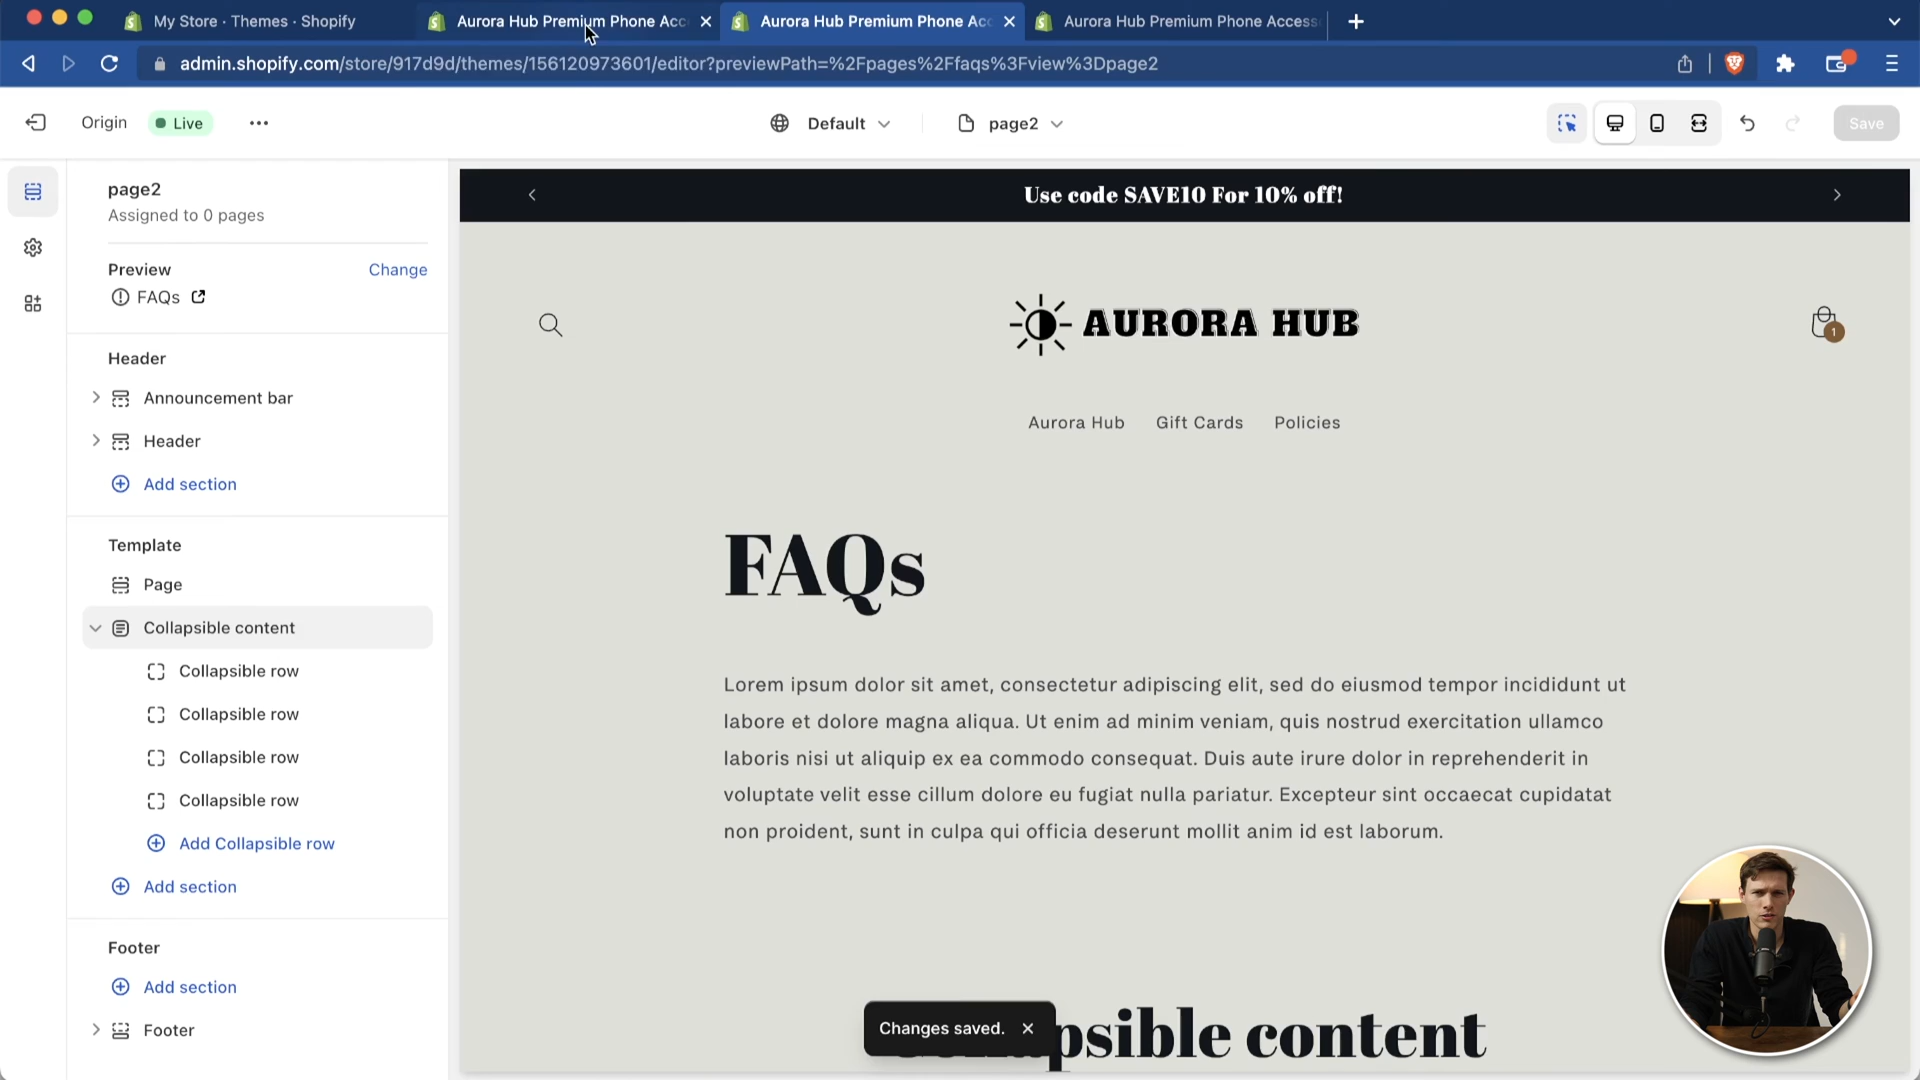 My Store · Themes · Shopify
Aurora Hub Premium Phone Acc
Aurora Hub Premium Phone Acc
Aurora Hub Premium Phone Access
admin.shopify.com/store/917d9d/themes/156120973601/editor?previewPath=%2Fpages%2Ffaqs%3Fview%3Dpage2
Origin
Live
Default
page2
Save
page2
Assigned to 0 pages
Preview
Change
FAQs
Header
Announcement bar
Header
Add section
Template
Page
Collapsible content
Collapsible row
Collapsible row
Collapsible row
Collapsible row
Add Collapsible row
Add section
Footer
Add section
Footer
Use code SAVE10 For 10% off!
AURORA HUB
1
Aurora Hub Gift Cards Policies
FAQs
Lorem ipsum dolor sit amet, consectetur adipiscing elit, sed do eiusmod tempor incididunt ut
labore et dolore magna aliqua. Ut enim ad minim veniam, quis nostrud exercitation ullamco
laboris nisi ut aliquip ex ea commodo consequat. Duis aute irure dolor in reprehenderit in
voluptate velit esse cillum dolore eu fugiat nulla pariatur. Excepteur sint occaecat cupidatat
non proident, sunt in culpa qui officia deserunt mollit anim id est laborum.
psible content
Changes saved.